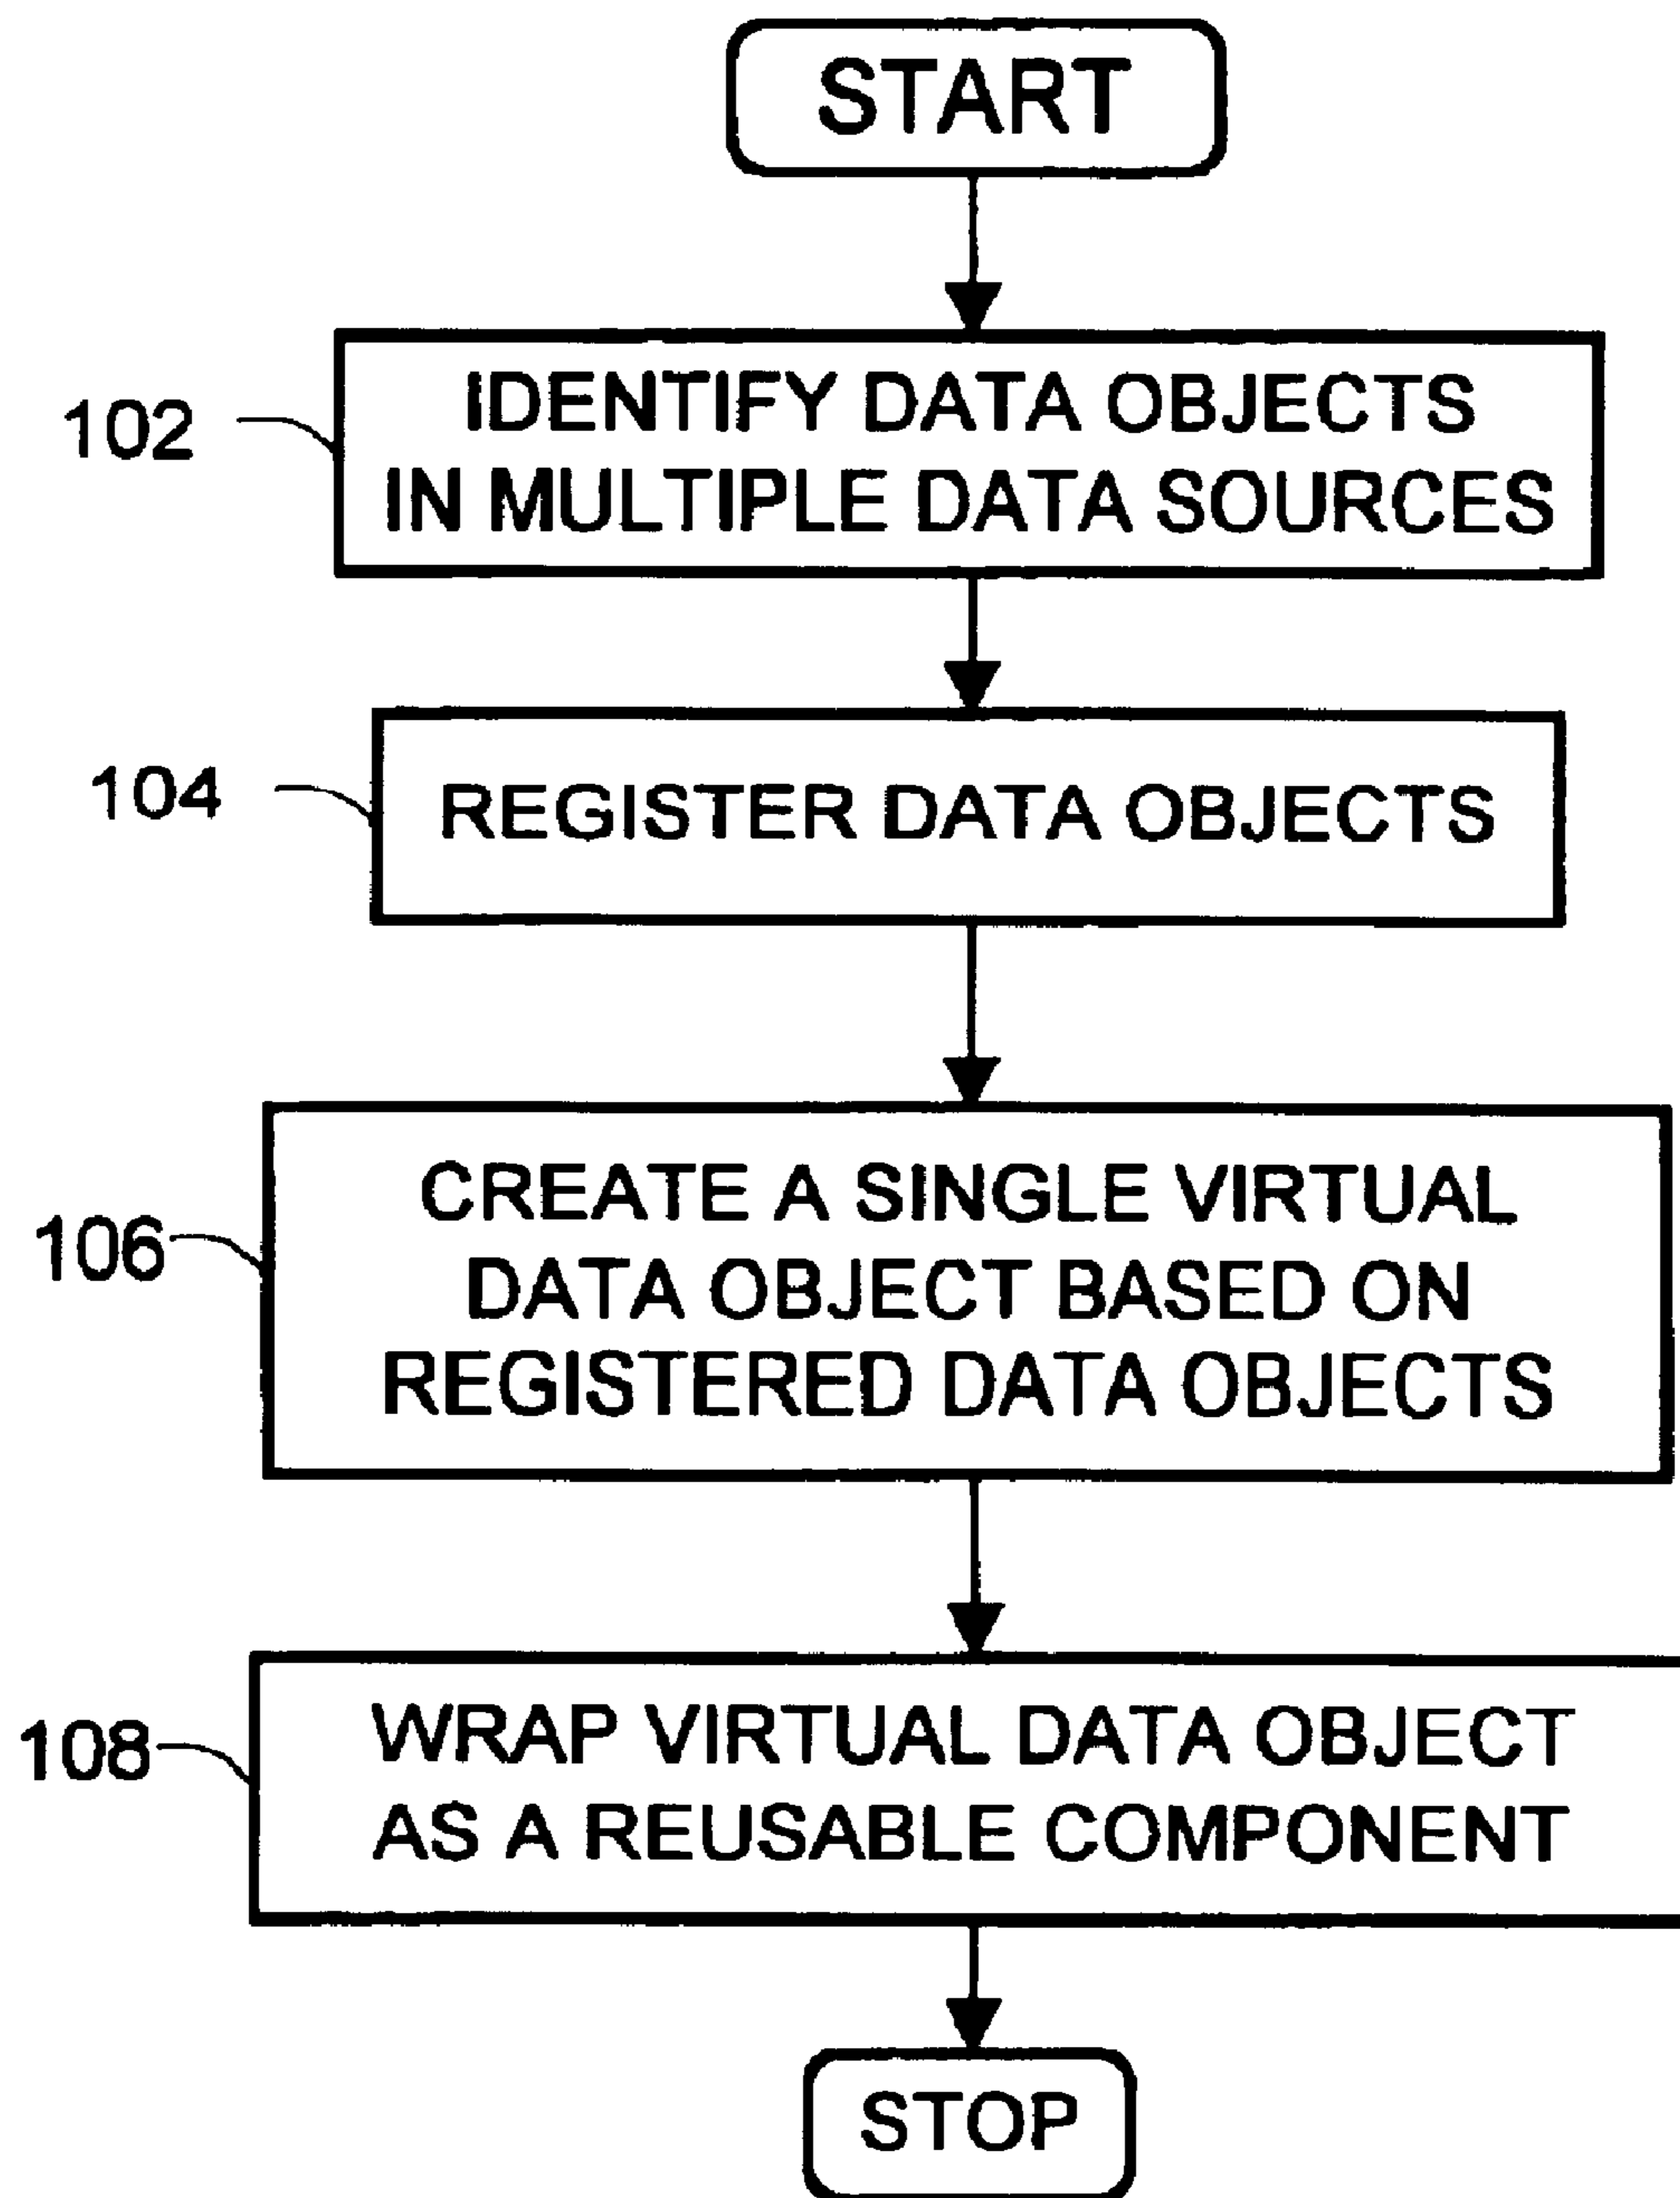 START
102
IDENTIFY DATA OBJECTS
IN MULTIPLE DATA SOURCES
104
REGISTER DATA OBJECTS
106
CREATE A SINGLE VIRTUAL
DATA OBJECT BASED ON
REGISTERED DATA OBJECTS
108
WRAP VIRTUAL DATA OBJECT
AS A REUSABLE COMPONENT
STOP